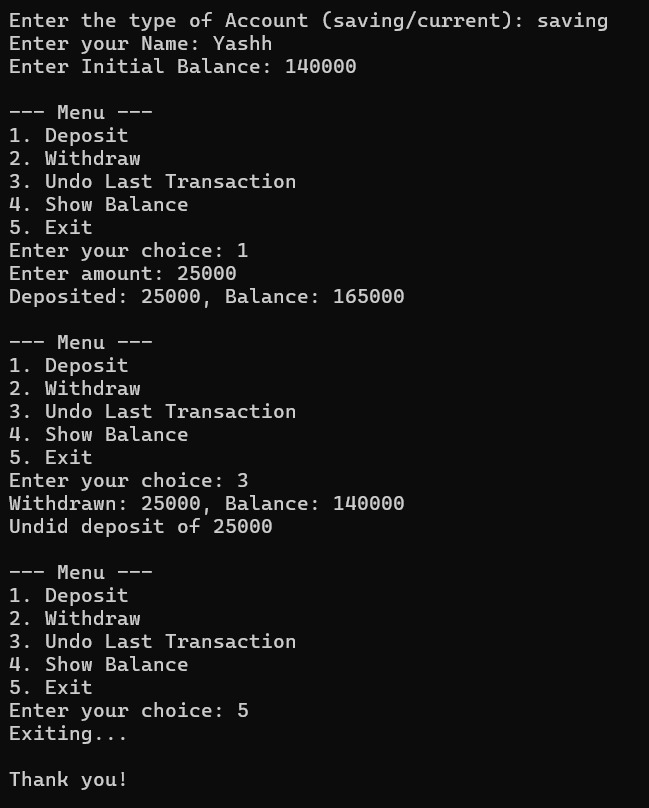 Enter the type of Account (saving/current): saving
Enter your Name: Yashh
Enter Initial Balance: 140000

--- Menu ---
1. Deposit
2. Withdraw
3. Undo Last Transaction
4. Show Balance
5. Exit
Enter your choice: 1
Enter amount: 25000
Deposited: 25000, Balance: 165000

--- Menu ---
1. Deposit
2. Withdraw
3. Undo Last Transaction
4. Show Balance
5. Exit
Enter your choice: 3
Withdrawn: 25000, Balance: 140000
Undid deposit of 25000

--- Menu ---
1. Deposit
2. Withdraw
3. Undo Last Transaction
4. Show Balance
5. Exit
Enter your choice: 5
Exiting...

Thank you!